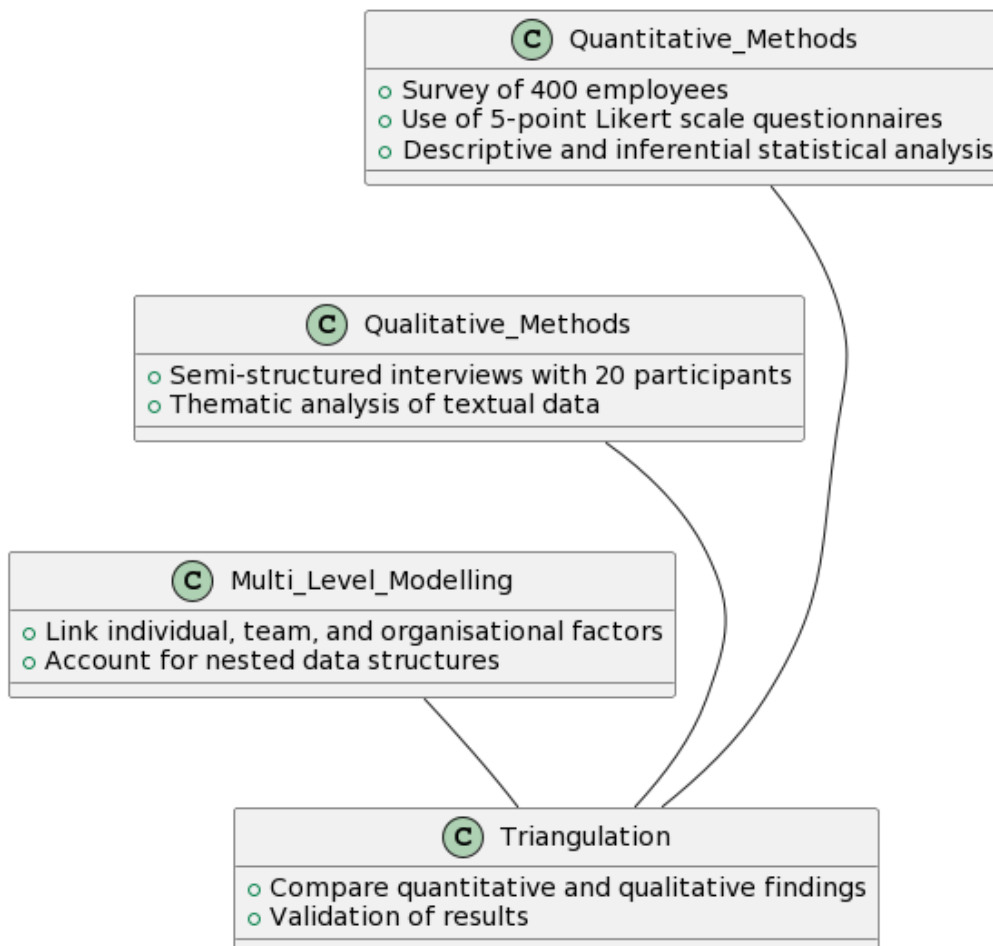 C Quantitative_Methods
Survey of 400 employees
Use of 5-point Likert scale questionnaires
Descriptive and inferential statistical analysis
C Qualitative_Methods
Semi-structured interviews with 20 participants
Thematic analysis of textual data
C Multi_Level_Modelling
Link individual, team, and organisational factors
Account for nested data structures
C Triangulation
Compare quantitative and qualitative findings
Validation of results